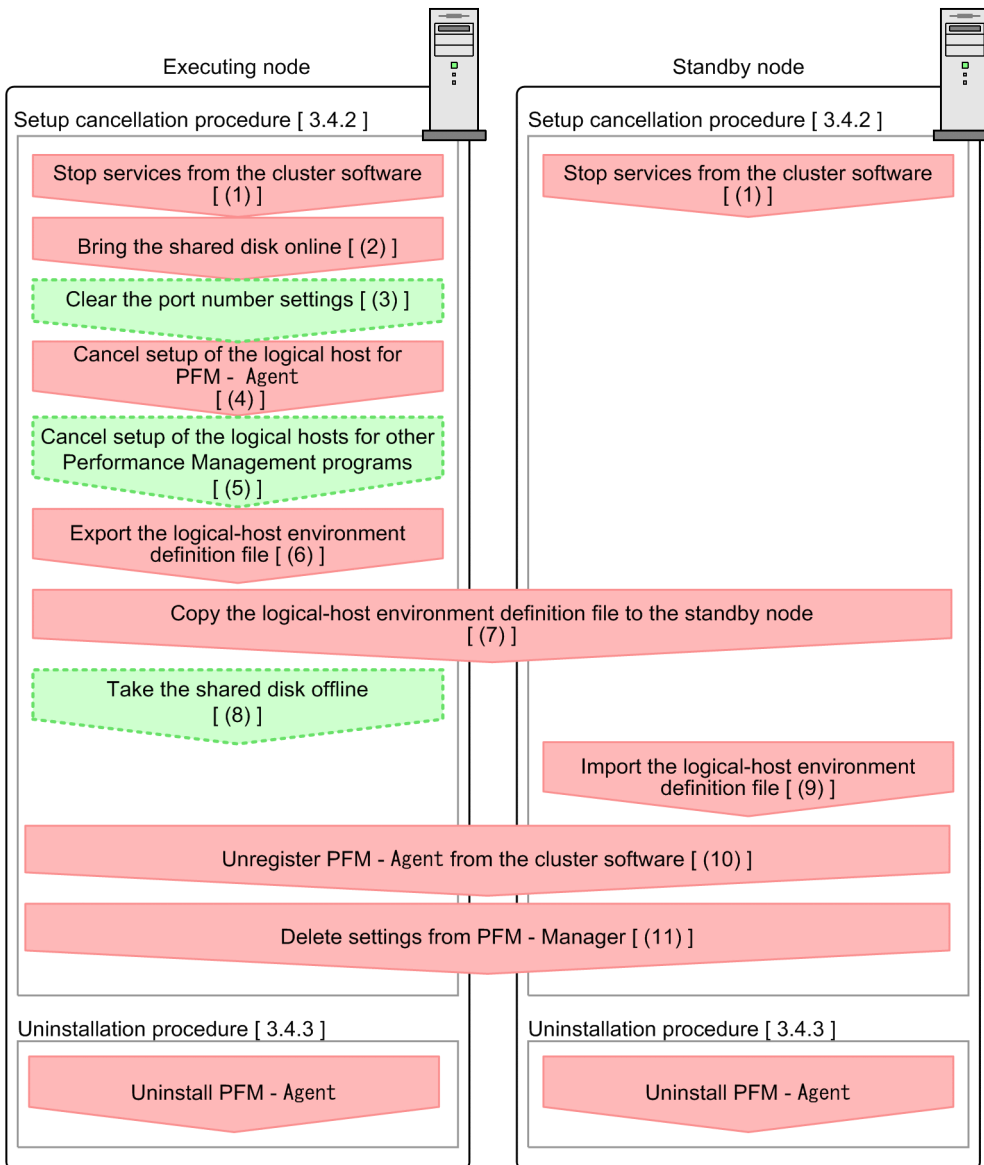 Executing node
Standby node
Setup cancellation procedure [ 3.4.2 ]
Setup cancellation procedure [ 3.4.2 ]
Stop services from the cluster software
[ (1) ]
Stop services from the cluster software
[ (1) ]
Bring the shared disk online [ (2) ]
Clear the port number settings [ (3) ]
Cancel setup of the logical host for
PFM - Agent
[ (4) ]
Cancel setup of the logical hosts for other
Performance Management programs
[ (5) ]
Export the logical-host environment
definition file [ (6) ]
Copy the logical-host environment definition file to the standby node
[ (7) ]
Take the shared disk offline
[ (8) ]
Import the logical-host environment
definition file [ (9) ]
Unregister PFM - Agent from the cluster software [ (10) ]
Delete settings from PFM - Manager [ (11) ]
Uninstallation procedure [ 3.4.3 ]
Uninstallation procedure [ 3.4.3 ]
Uninstall PFM - Agent
Uninstall PFM - Agent